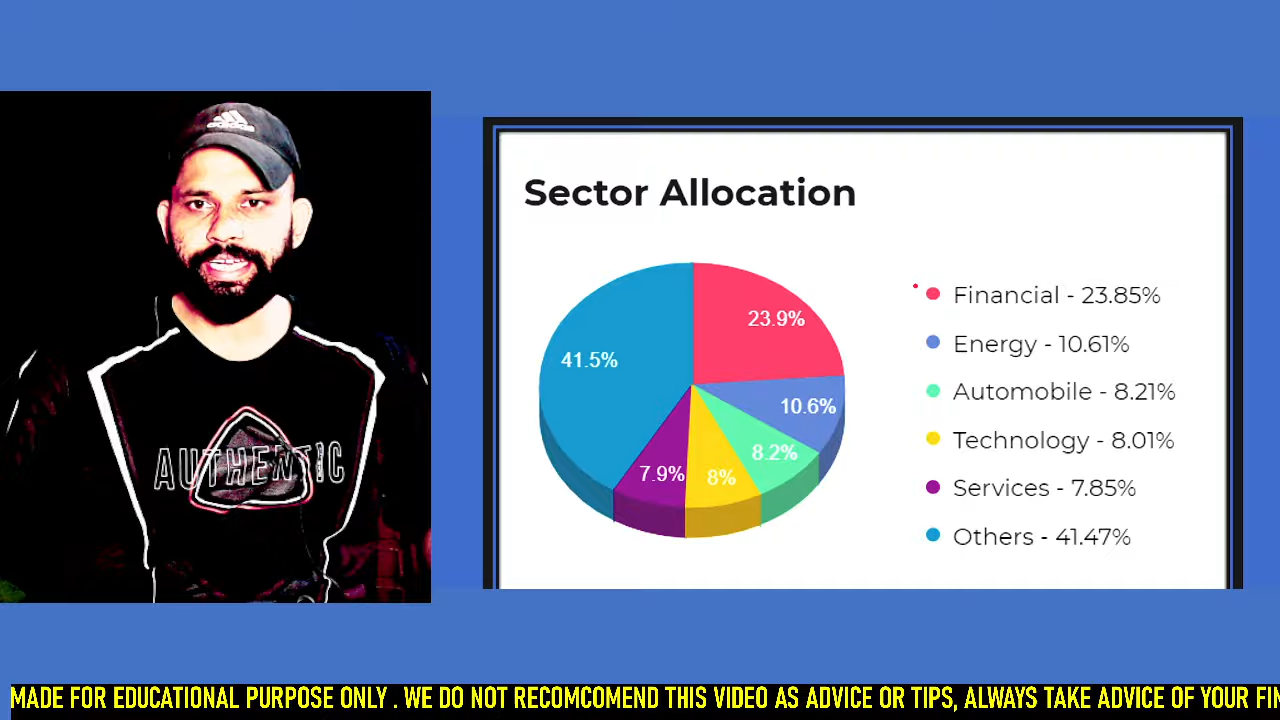 adidas
AUTHENTIC
Sector Allocation
23.9%
41.5%
10.6%
8.2%
7.9%
8%
Financial - 23.85%
Energy - 10.61%
Automobile - 8.21%
Technology - 8.01%
Services - 7.85%
Others - 41.47%
MADE FOR EDUCATIONAL PURPOSE ONLY . WE DO NOT RECOMCOMEND THIS VIDEO AS ADVICE OR TIPS, ALWAYS TAKE ADVICE OF YOUR FIN